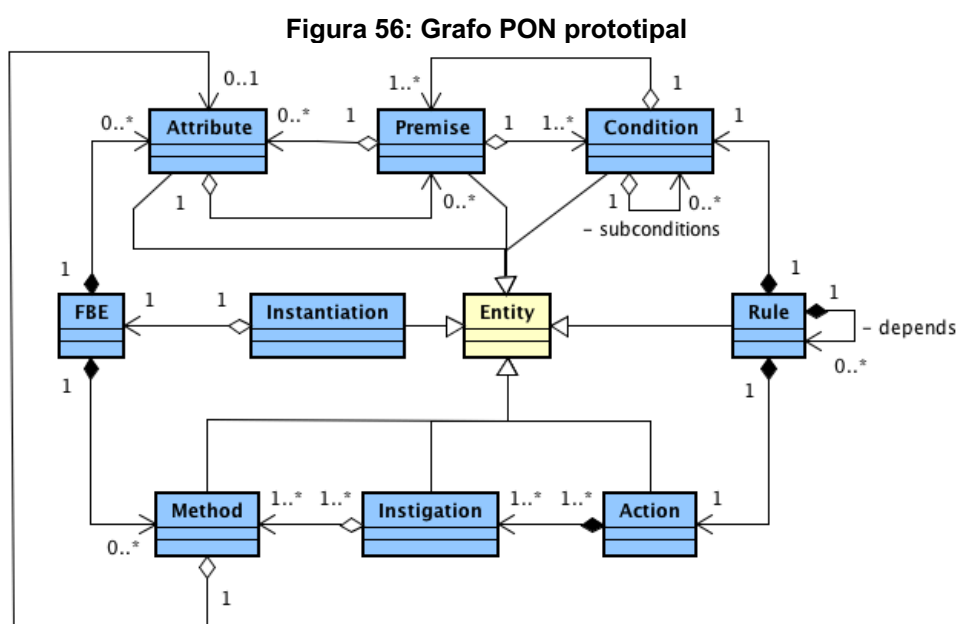 Figura 56: Grafo PON prototipal
0..1
1..*
1
0..*
Attribute
0..*
1
Premise
1
1..*
Condition
1
1
0..*
1
0..*
– subconditions
1
1
FBE
1
1
Instantiation
Entity
Rule
1
– depends
0..*
1
1
Method
1..*
1..*
Instigation
1..*
1..*
Action
1
0..*
1